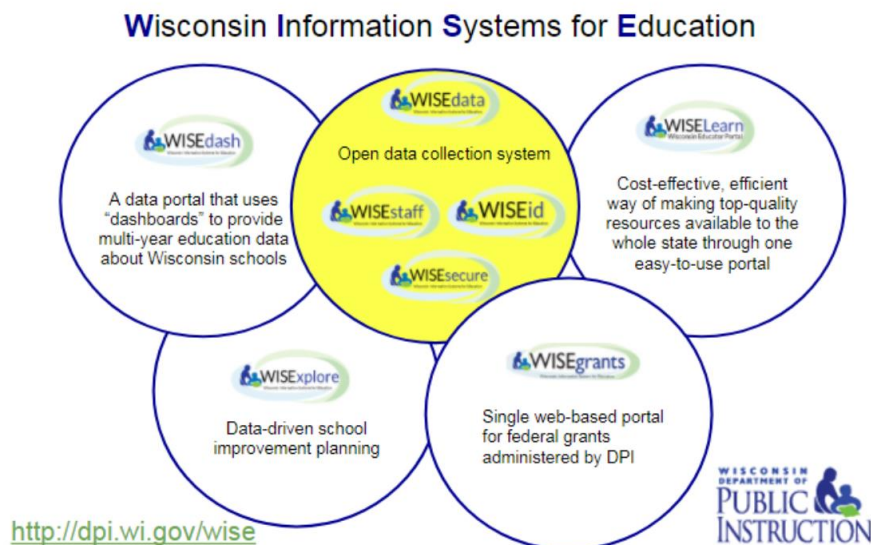 Wisconsin Information Systems for Education
WISEdash
A data portal that uses
“dashboards” to provide
multi-year education data
about Wisconsin schools
WISEdata
Open data collection system
WISEstaff
WISEid
WISEsecure
WISELearn
Wisconsin Educator Portal
Cost-effective, efficient
way of making top-quality
resources available to the
whole state through one
easy-to-use portal
WISExplore
Data-driven school
improvement planning
WISEgrants
Single web-based portal
for federal grants
administered by DPI
http://dpi.wi.gov/wise
WISCONSIN
DEPARTMENT OF
PUBLIC
INSTRUCTION